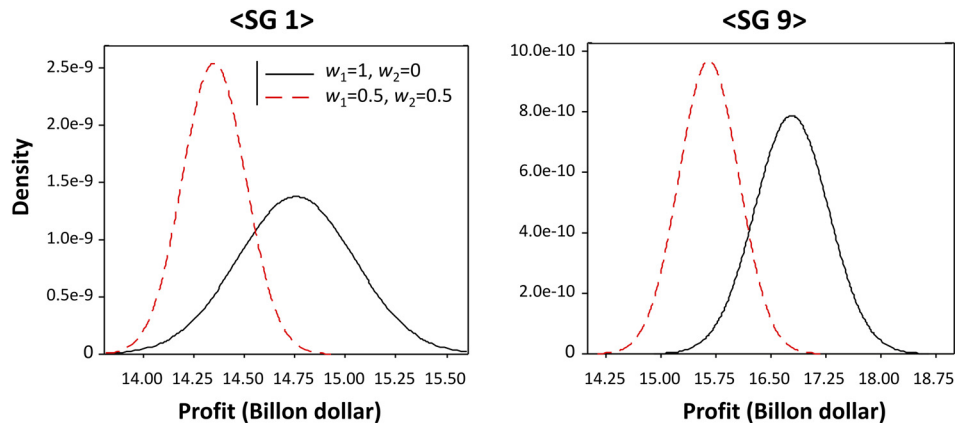 <SG 1>
<SG 9>
Density
2.5e-9
2.0e-9
1.5e-9
1.0e-9
0.5e-9
0
w1=1, w2=0
w1=0.5, w2=0.5
14.00 14.25 14.50 14.75 15.00 15.50
Profit (Billon dollar)
10.0e-10
8.0e-10
6.0e-10
4.0e-10
2.0e-10
0
14.25 15.00 15.75 16.50 17.25 18.00 18.75
Profit (Billon dollar)